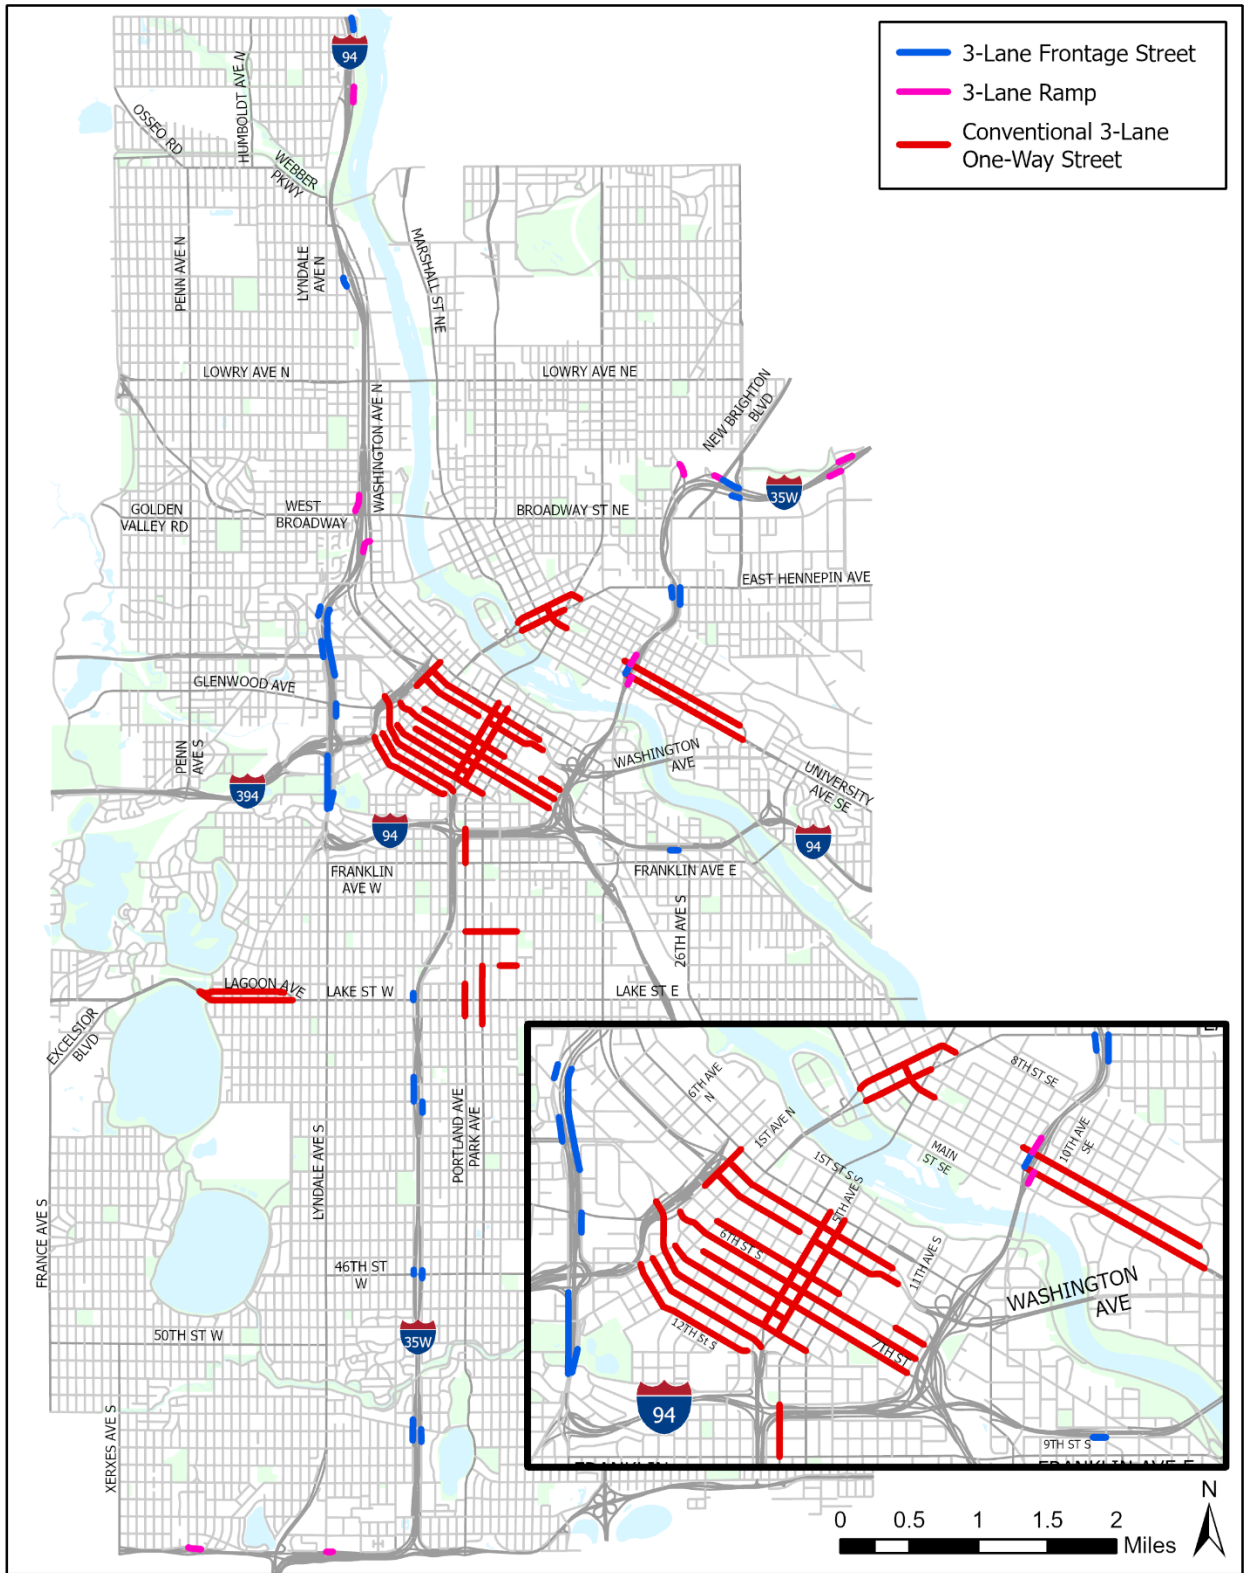 3-Lane Frontage Street
3-Lane Ramp
Conventional 3-Lane
One-Way Street
94
HUMBOLDT AVE N
OSSEO RD
WEBBER
PKWY
PENN AVE N
LYNDALE
AVE N
MARSHALL ST NE
LOWRY AVE N
LOWRY AVE NE
WASHINGTON AVE N
NEW BRIGHTON
BLVD
35W
GOLDEN
VALLEY RD
WEST
BROADWAY
BROADWAY ST NE
EAST HENNEPIN AVE
GLENWOOD AVE
PENN
AVE S
394
WASHINGTON
AVE
UNIVERSITY
AVE SE
94
94
FRANKLIN
AVE W
FRANKLIN AVE E
26TH AVE S
LAGOON AVE
LAKE ST W
LAKE ST E
EXCELSIOR
BLVD
PORTLAND AVE
PARK AVE
LYNDALE AVE S
FRANCE AVE S
46TH ST
W
50TH ST W
35W
XERXES AVE S
6TH AVE
N
8TH ST SE
1ST AVE N
MAIN
ST SE
10TH AVE
SE
1ST ST S
5TH AVE S
6TH ST S
11TH AVE S
WASHINGTON
AVE
12TH St S
7TH ST
94
9TH ST S
FRANKLIN
FRANKLIN AVE E
N
0 0.5 1 1.5 2
Miles